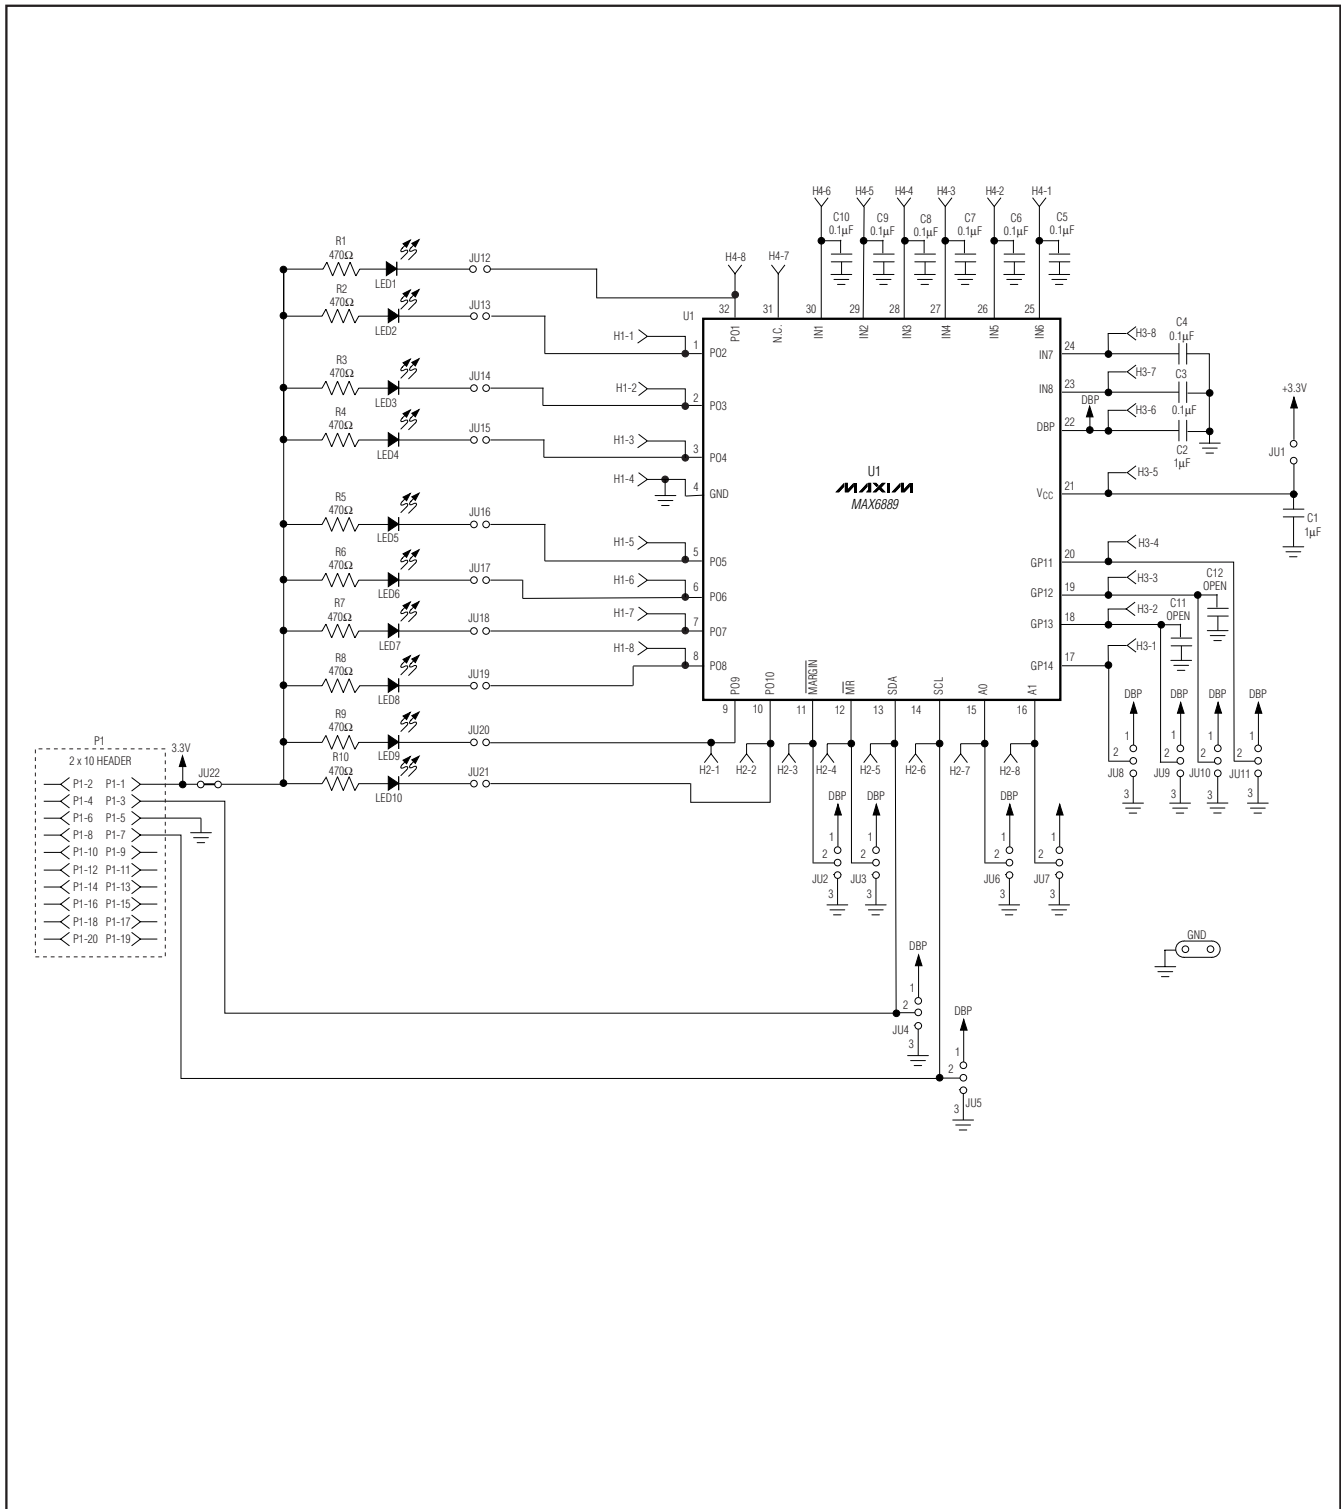 H4-6 H4-5 H4-4 H4-3 H4-2 H4-1
C10 0.1µF
C9 0.1µF
C8 0.1µF
C7 0.1µF
C6 0.1µF
C5 0.1µF
H4-8 H4-7
R1 470Ω LED1 JU12
R2 470Ω LED2 JU13
R3 470Ω LED3 JU14
R4 470Ω LED4 JU15
R5 470Ω LED5 JU16
R6 470Ω LED6 JU17
R7 470Ω LED7 JU18
R8 470Ω LED8 JU19
R9 470Ω LED9 JU20
R10 470Ω LED10 JU21
U1
32 31 30 29 28 27 26 25
PO1 N.C. IN1 IN2 IN3 IN4 IN5 IN6
H1-1 1 PO2
H1-2 2 PO3
H1-3 3 PO4
H1-4 4 GND
H1-5 5 PO5
H1-6 6 PO6
H1-7 7 PO7
H1-8 8 PO8
U1
MAXIM
MAX6889
IN7 24 H3-8 C4 0.1µF
IN8 23 H3-7 C3 0.1µF
DBP 22 DBP H3-6 C2 1µF
VCC 21 H3-5
+3.3V
JU1
C1 1µF
GP11 20 H3-4
GP12 19 H3-3 C12 OPEN
GP13 18 H3-2 C11 OPEN
GP14 17 H3-1
PO9 PO10 MARGIN MR SDA SCL A0 A1
9 10 11 12 13 14 15 16
H2-1 H2-2 H2-3 H2-4 H2-5 H2-6 H2-7 H2-8
DBP 1 2 3 JU8
DBP 1 2 3 JU9
DBP 1 2 3 JU10
DBP 1 2 3 JU11
DBP 1 2 3 JU2
DBP 1 2 3 JU3
DBP 1 2 3 JU6
1 2 3 JU7
P1
2 x 10 HEADER
3.3V
JU22
P1-2 P1-1
P1-4 P1-3
P1-6 P1-5
P1-8 P1-7
P1-10 P1-9
P1-12 P1-11
P1-14 P1-13
P1-16 P1-15
P1-18 P1-17
P1-20 P1-19
GND
DBP 1 2 3 JU4
DBP 1 2 3 JU5